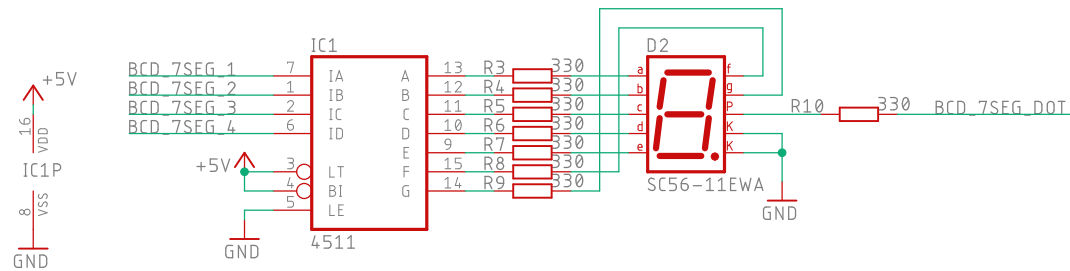 IC1
D2
BCD_7SEG_1 7 IA A 13 R3 330 a f
BCD_7SEG_2 1 IB B 12 R4 330 b g
BCD_7SEG_3 2 IC C 11 R5 330 c P R10 330 BCD_7SEG_DOT
BCD_7SEG_4 6 ID D 10 R6 330 d K
E 9 R7 330 e K
+5V 3 LT F 15 R8 330
4 BI G 14 R9 330
5 LE
SC56-11EWA
GND
4511
GND
+5V
16 VDD
IC1P
8 VSS
GND